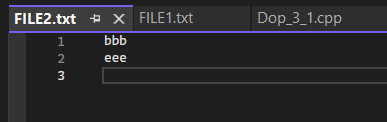 FILE2.txt FILE1.txt Dop_3_1.cpp
1 bbb
2 eee
3